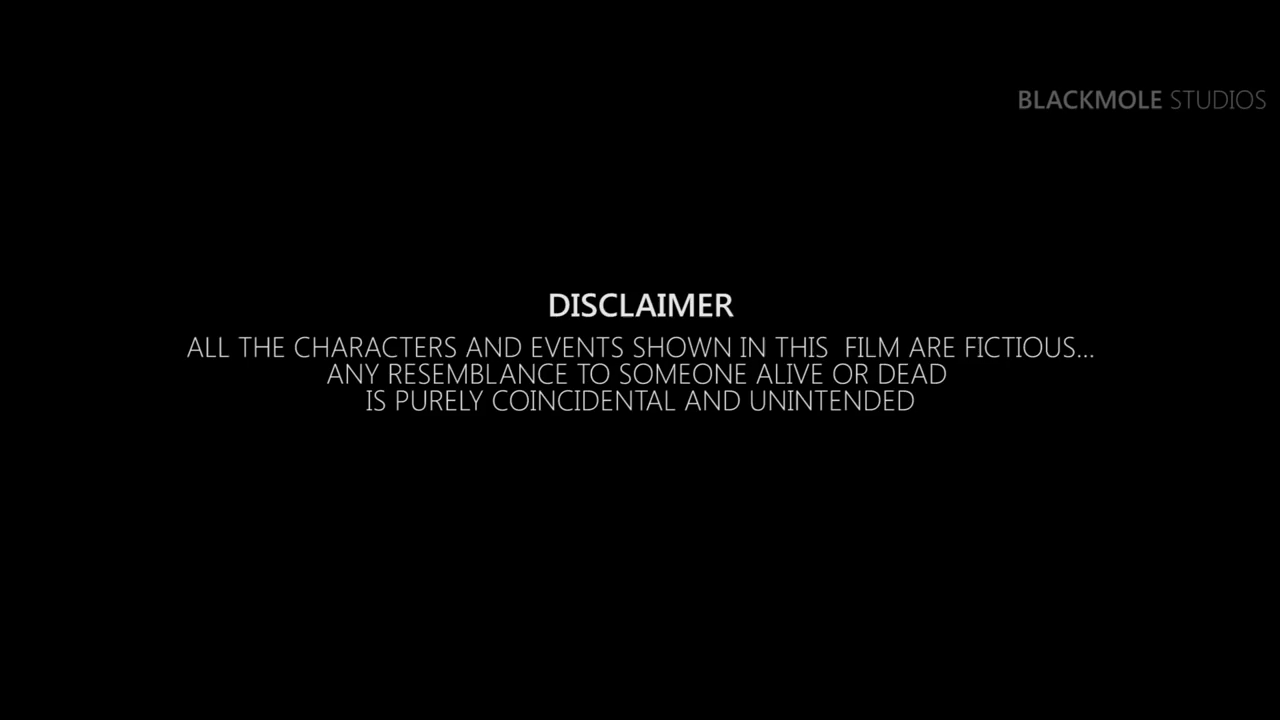 BLACKMOLE STUDIOS
DISCLAIMER
ALL THE CHARACTERS AND EVENTS SHOWN IN THIS  FILM ARE FICTIOUS...
ANY RESEMBLANCE TO SOMEONE ALIVE OR DEAD
IS PURELY COINCIDENTAL AND UNINTENDED